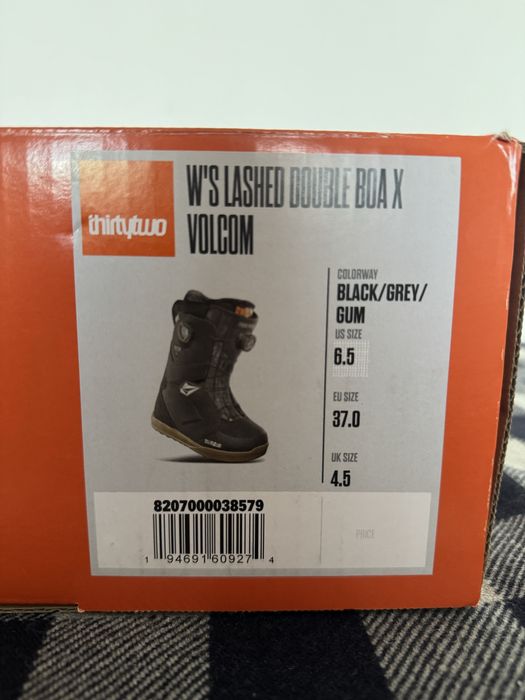 thirtytwo
W'S LASHED DOUBLE BOA X
VOLCOM
COLORWAY
BLACK/GREY/
GUM
US SIZE
6.5
EU SIZE
37.0
UK SIZE
4.5
8207000038579
1 94691 60927 4
PRICE